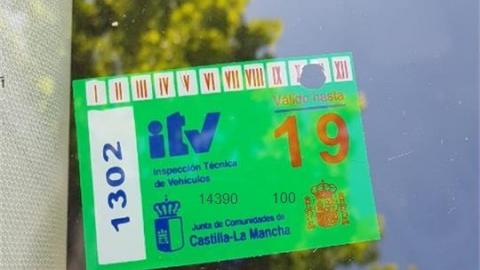 I II III IV V VI VII VIII IX XII
Valido hasta
itv
19
1302
Inspección Técnica
de Vehículos
14390 100
Junta de Comunidades de
Castilla-La Mancha